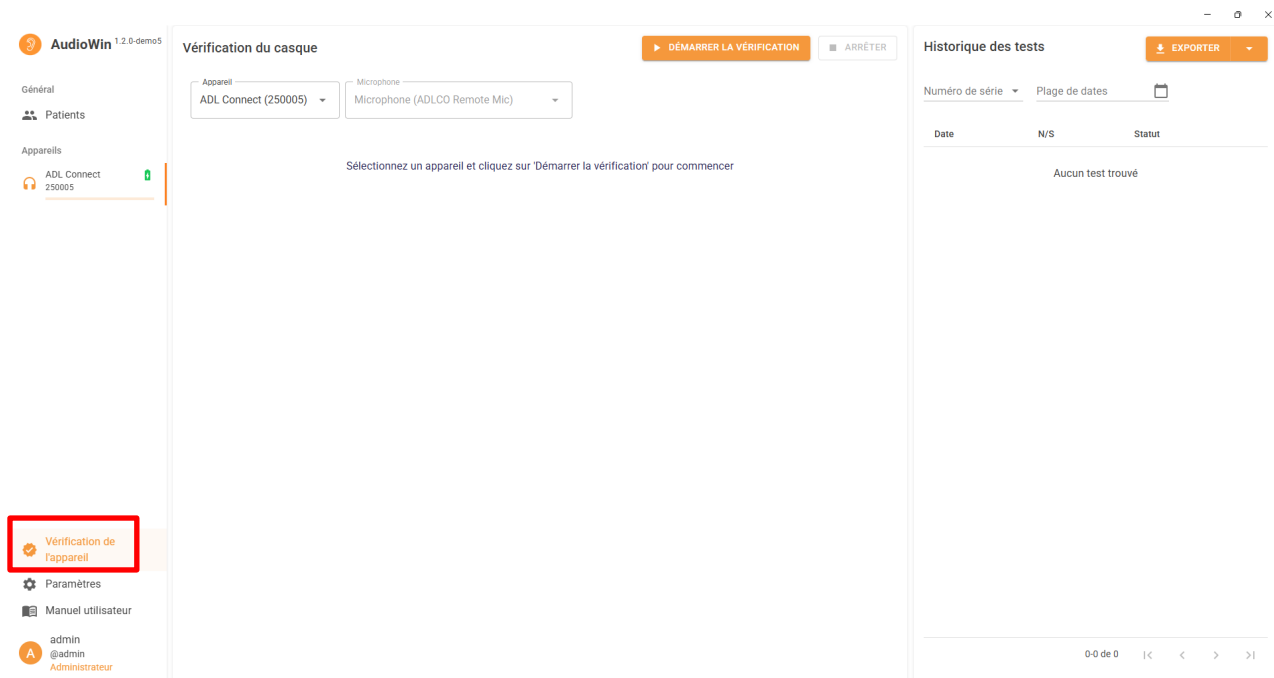 AudioWin 1.2.0-demo5
Général
Patients
Appareils
ADL Connect
250005
Vérification de
l'appareil
Paramètres
Manuel utilisateur
A
admin
@admin
Administrateur
Vérification du casque
DÉMARRER LA VÉRIFICATION
ARRÊTER
Appareil
ADL Connect (250005)
Microphone
Microphone (ADLCO Remote Mic)
Sélectionnez un appareil et cliquez sur 'Démarrer la vérification' pour commencer
Historique des tests
EXPORTER
Numéro de série
Plage de dates
Date N/S Statut
Aucun test trouvé
0-0 de 0